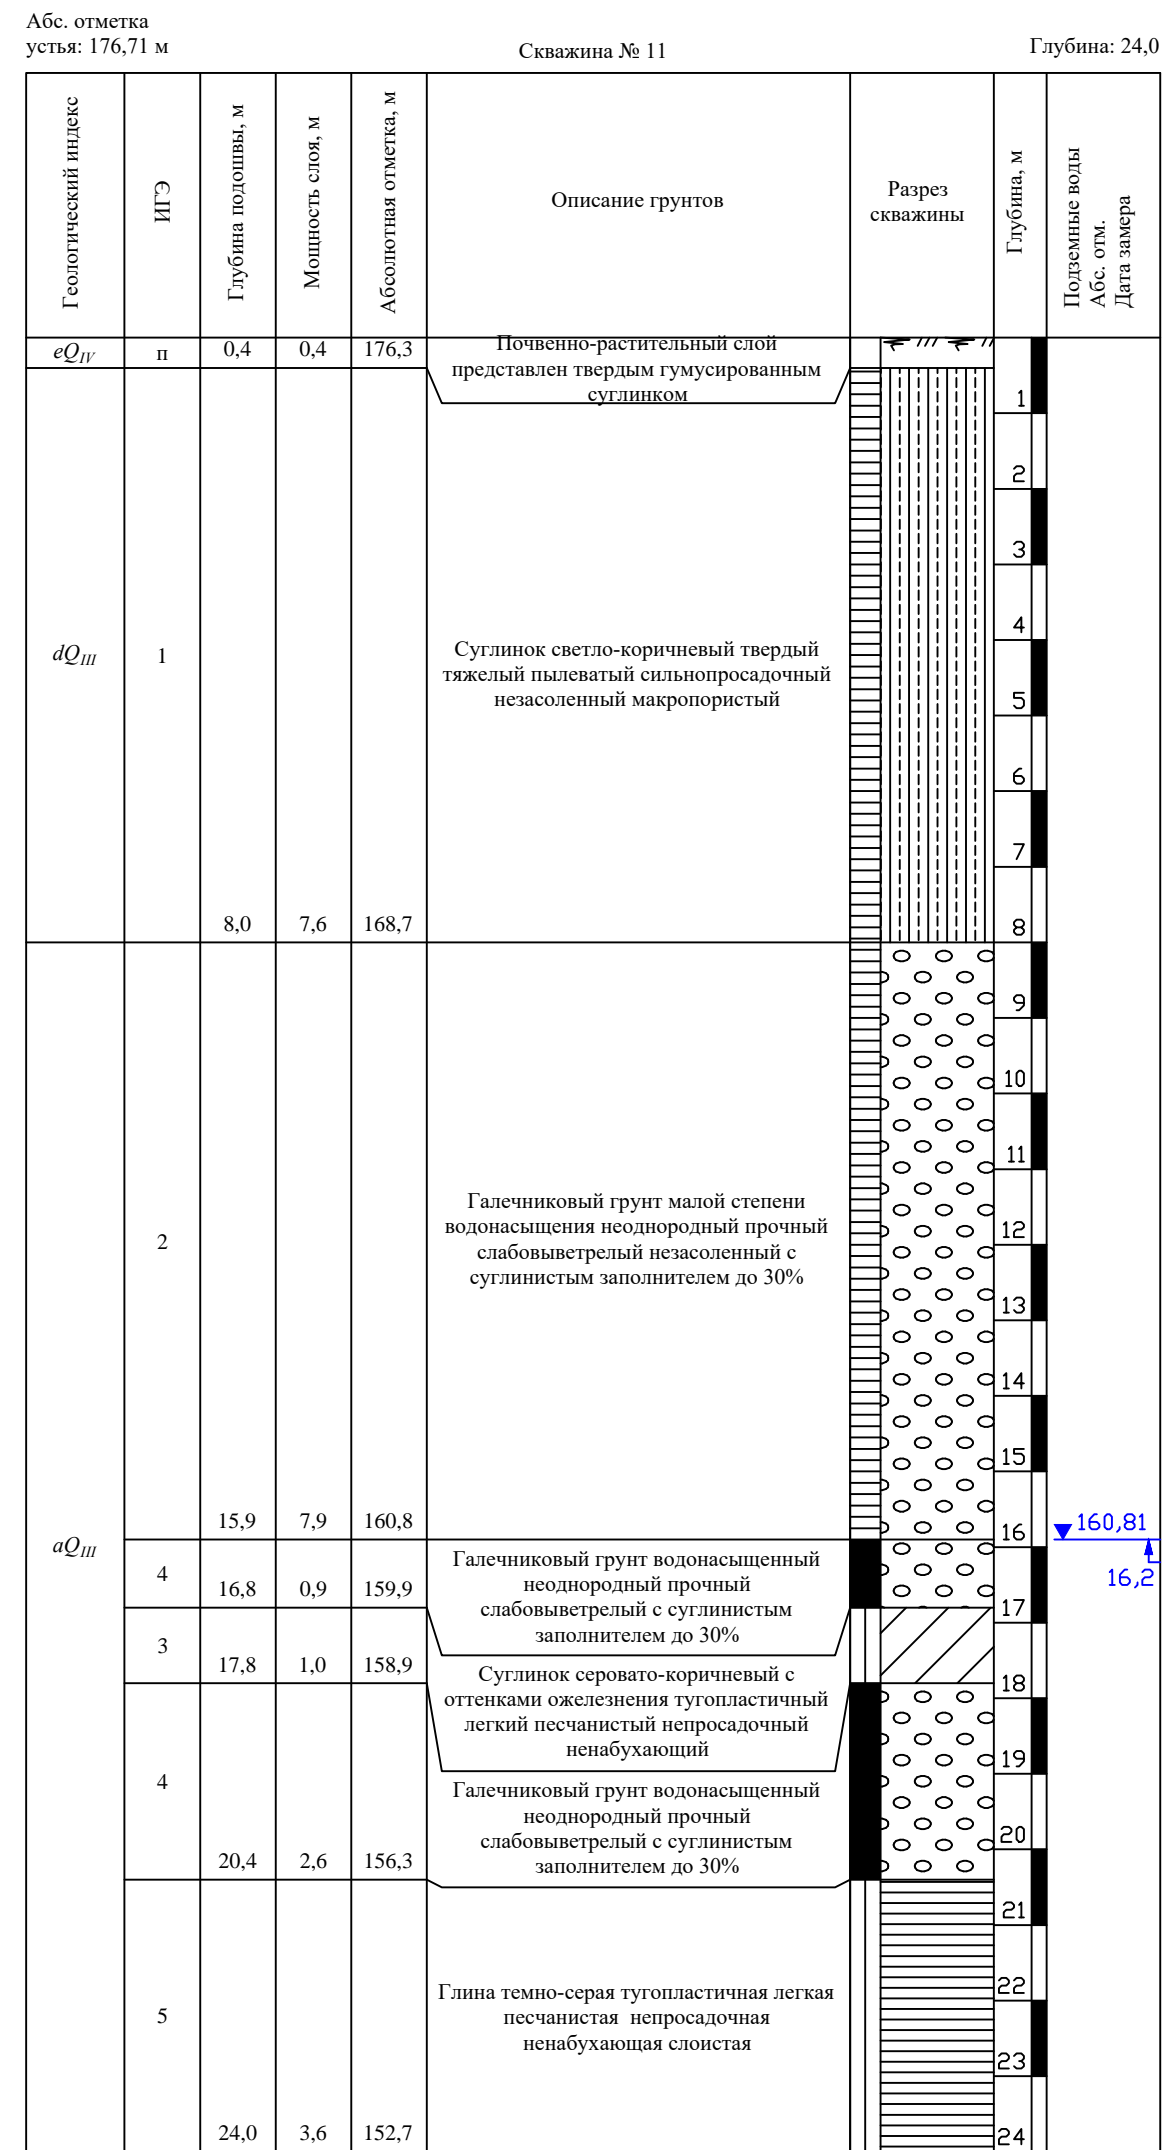 Абс. отметка
устья: 176,71 м
Скважина № 11
Глубина: 24,0
Геологический индекс
ИГЭ
Глубина подошвы, м
Мощность слоя, м
Абсолютная отметка, м
Описание грунтов
Разрез
скважины
Глубина, м
Подземные воды
Абс. отм.
Дата замера
eQIV
п
0,4
0,4
176,3
Почвенно-растительный слой
представлен твердым гумусированным
суглинком
dQIII
1
8,0
7,6
168,7
Суглинок светло-коричневый твердый
тяжелый пылеватый сильнопросадочный
незасоленный макропористый
aQIII
2
15,9
7,9
160,8
Галечниковый грунт малой степени
водонасыщения неоднородный прочный
слабовыветрелый незасоленный с
суглинистым заполнителем до 30%
4
16,8
0,9
159,9
Галечниковый грунт водонасыщенный
неоднородный прочный
слабовыветрелый с суглинистым
заполнителем до 30%
3
17,8
1,0
158,9
Суглинок серовато-коричневый с
оттенками ожелезнения тугопластичный
легкий песчанистый непросадочный
ненабухающий
4
20,4
2,6
156,3
Галечниковый грунт водонасыщенный
неоднородный прочный
слабовыветрелый с суглинистым
заполнителем до 30%
5
24,0
3,6
152,7
Глина темно-серая тугопластичная легкая
песчанистая  непросадочная
ненабухающая слоистая
1
2
3
4
5
6
7
8
9
10
11
12
13
14
15
16
17
18
19
20
21
22
23
24
160,81
16,2